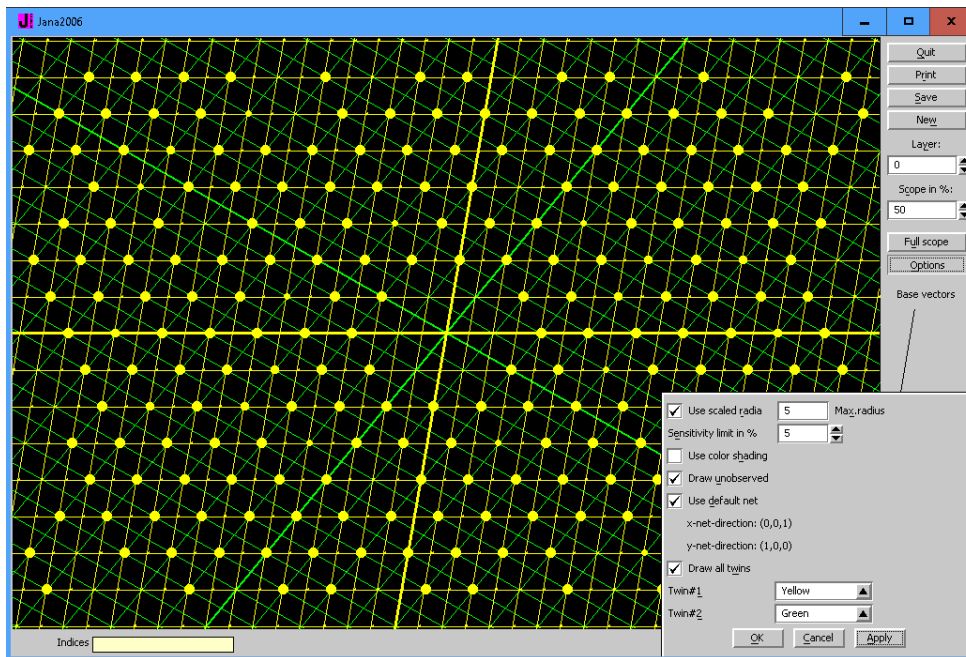 Jana2006
Quit
Print
Save
New
Layer:
0
Scope in %:
50
Full scope
Options
Base vectors
Use scaled radia 5 Max.radius
Sensitivity limit in % 5
Use color shading
Draw unobserved
Use default net
x-net-direction: (0,0,1)
y-net-direction: (1,0,0)
Draw all twins
Twin#1 Yellow
Twin#2 Green
OK Cancel Apply
Indices